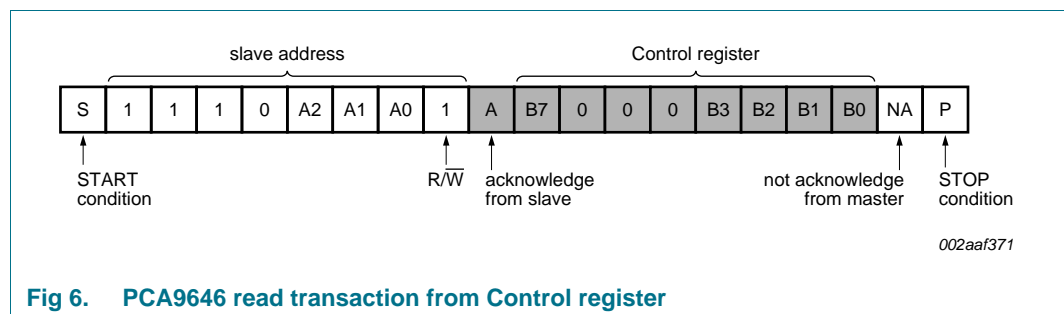 slave address Control register
S 1 1 1 0 A2 A1 A0 1 A B7 0 0 0 B3 B2 B1 B0 NA P
START condition
R/W̅
acknowledge from slave
not acknowledge from master
STOP condition
002aaf371
Fig 6. PCA9646 read transaction from Control register